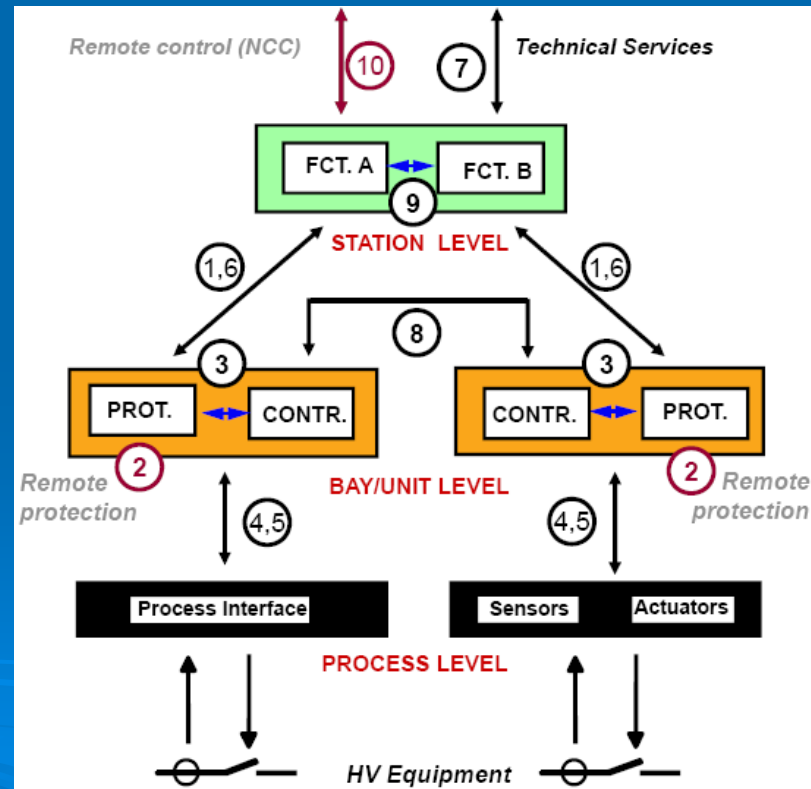 Remote control (NCC)
10
7
Technical Services
FCT. A
FCT. B
9
STATION LEVEL
1,6
1,6
8
3
3
PROT.
CONTR.
CONTR.
PROT.
2
2
Remote
protection
BAY/UNIT LEVEL
Remote
protection
4,5
4,5
Process Interface
Sensors
Actuators
PROCESS LEVEL
HV Equipment